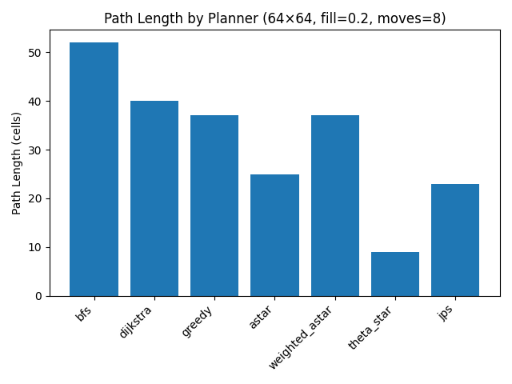 Path Length by Planner (64×64, fill=0.2, moves=8)
Path Length (cells)
50
40
30
20
10
0
bfs
dijkstra
greedy
astar
weighted_astar
theta_star
jps